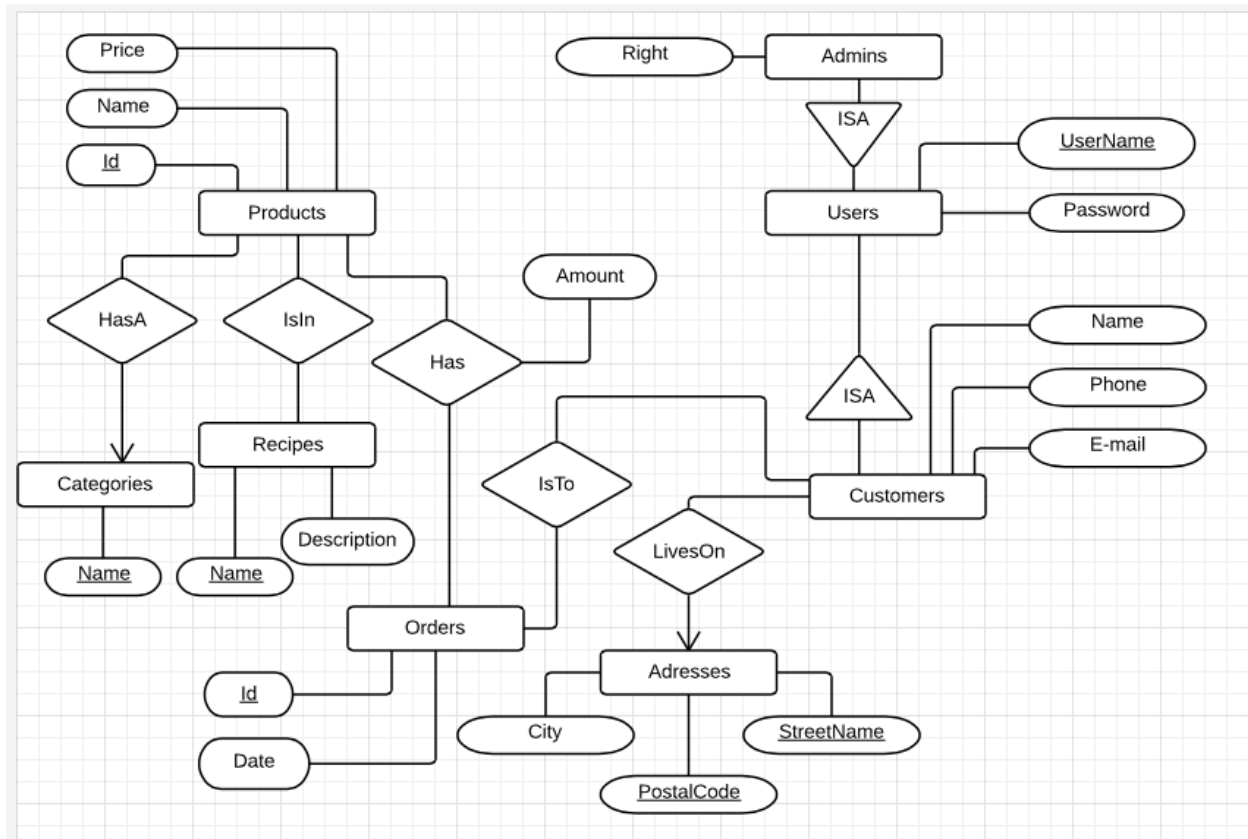 Price
Right
Admins
Name
ISA
UserName
Id
Products
Users
Password
Amount
HasA
IsIn
Name
Has
Phone
ISA
Recipes
E-mail
Categories
IsTo
Customers
Description
LivesOn
Name
Name
Orders
Adresses
Id
City
StreetName
Date
PostalCode